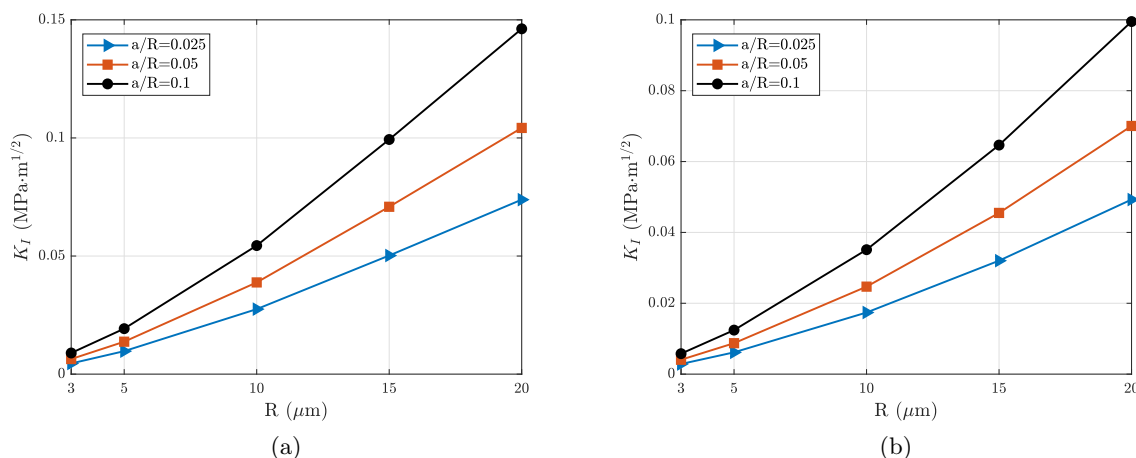 0.15
0.1
0.05
0
K_I (MPa·m^{1/2})
a/R=0.025
a/R=0.05
a/R=0.1
3 5 10 15 20
R (μm)
(a)
0.1
0.08
0.06
0.04
0.02
0
K_I (MPa·m^{1/2})
a/R=0.025
a/R=0.05
a/R=0.1
3 5 10 15 20
R (μm)
(b)